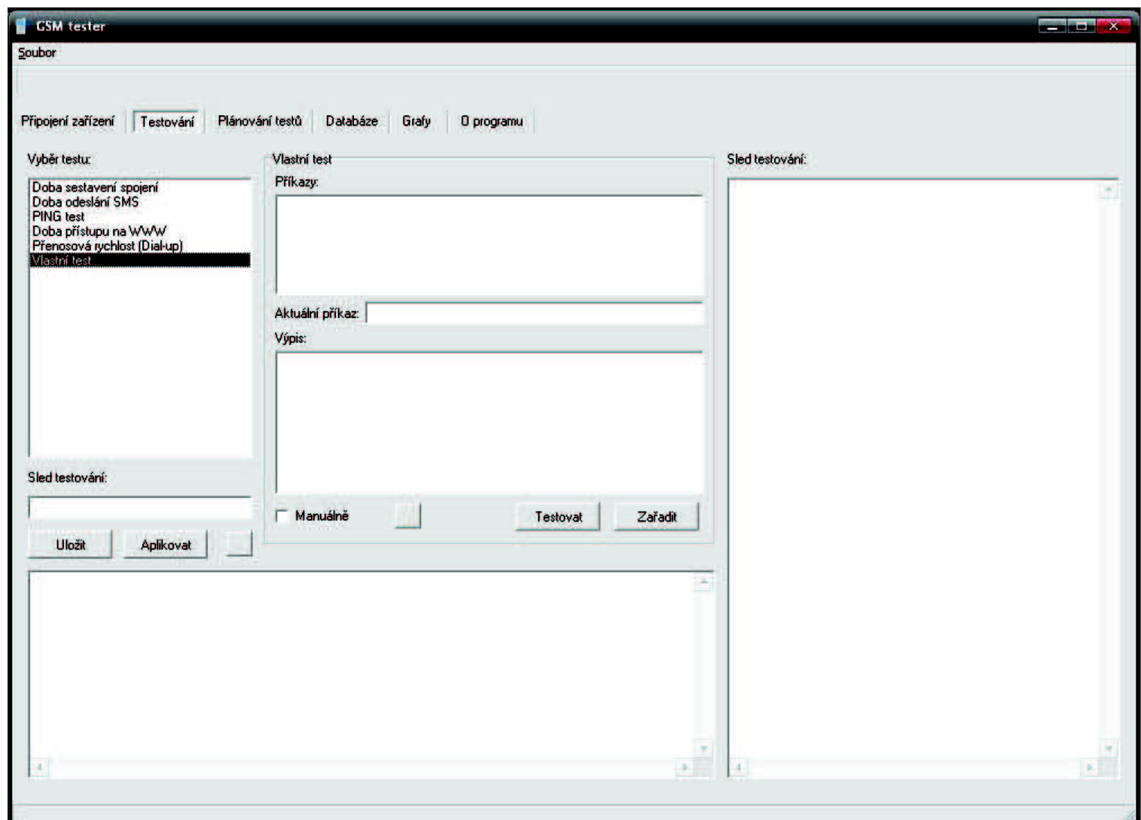 GSM tester
Soubor
Připojení zařízení
Testování
Plánování testů
Databáze
Grafy
O programu
Vyběr testu:
Doba sestavení spojení
Doba odeslání SMS
PING test
Doba přístupu na WWW
Přenosová rychlost (Dial-up)
Vlastní test...
Sled testování:
Uložit
Aplikovat
Vlastní test
Příkazy:
Aktuální příkaz:
Výpis:
Manuálně
Testovat
Zařadit
Sled testování: